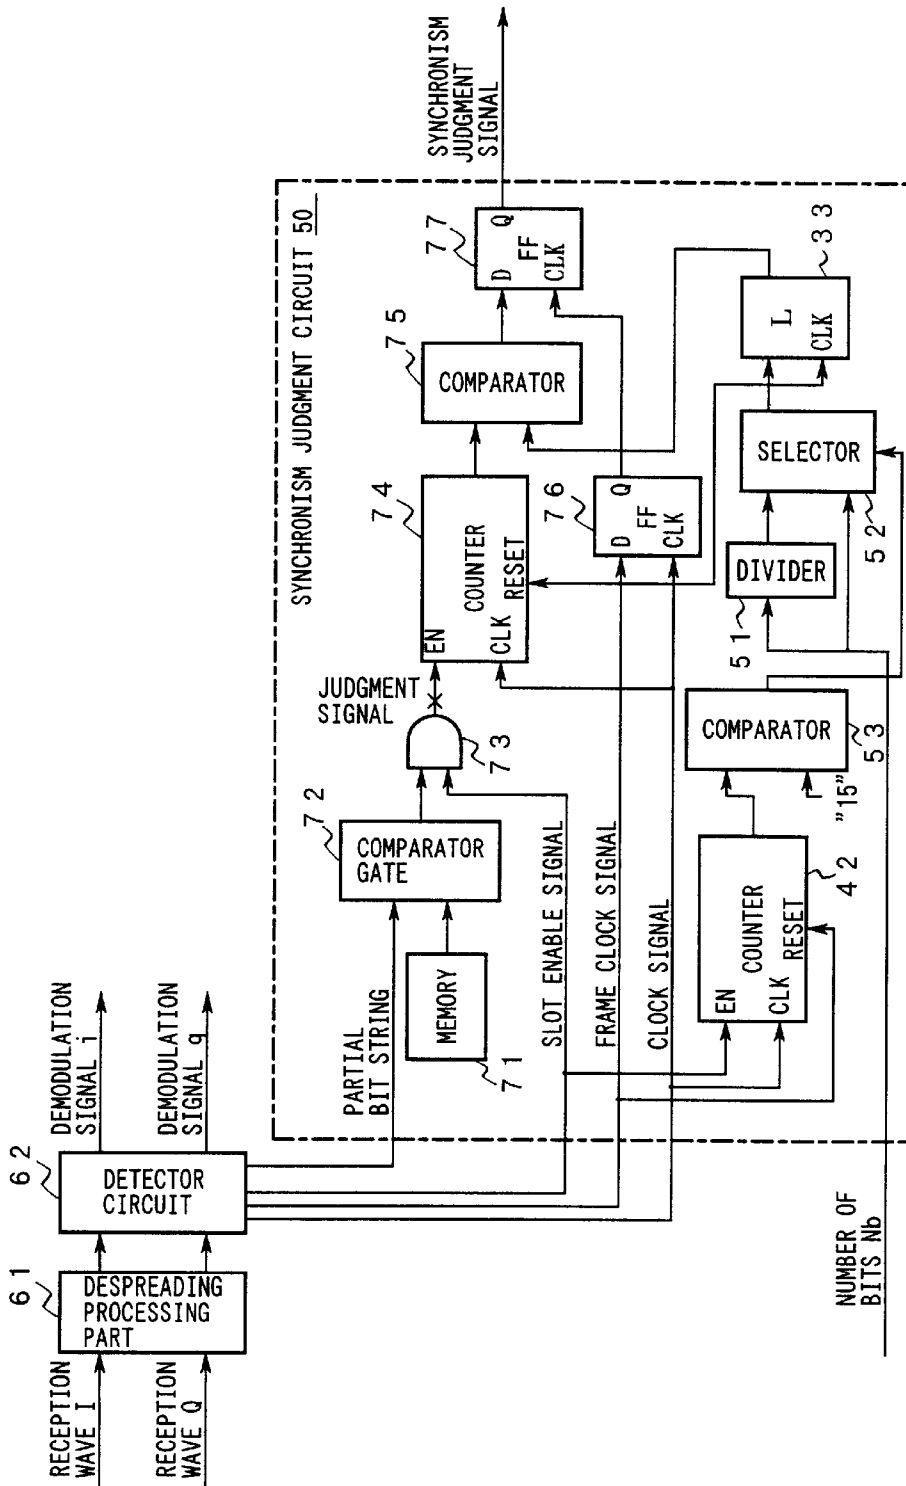 RECEPTION
WAVE I
RECEPTION
WAVE Q
61
DESPREADING
PROCESSING
PART
62
DETECTOR
CIRCUIT
DEMODULATION
SIGNAL i
DEMODULATION
SIGNAL q
SYNCHRONISM JUDGMENT CIRCUIT 50
PARTIAL
BIT STRING
MEMORY
71
72
COMPARATOR
GATE
73
JUDGMENT
SIGNAL
74
EN
COUNTER
CLK
RESET
75
COMPARATOR
77
D
Q
FF
CLK
SYNCHRONISM
JUDGMENT
SIGNAL
SLOT ENABLE SIGNAL
FRAME CLOCK SIGNAL
CLOCK SIGNAL
76
D
Q
FF
CLK
EN
COUNTER
CLK
RESET
42
COMPARATOR
"15"
53
51
DIVIDER
SELECTOR
52
L
CLK
33
NUMBER OF
BITS Nb